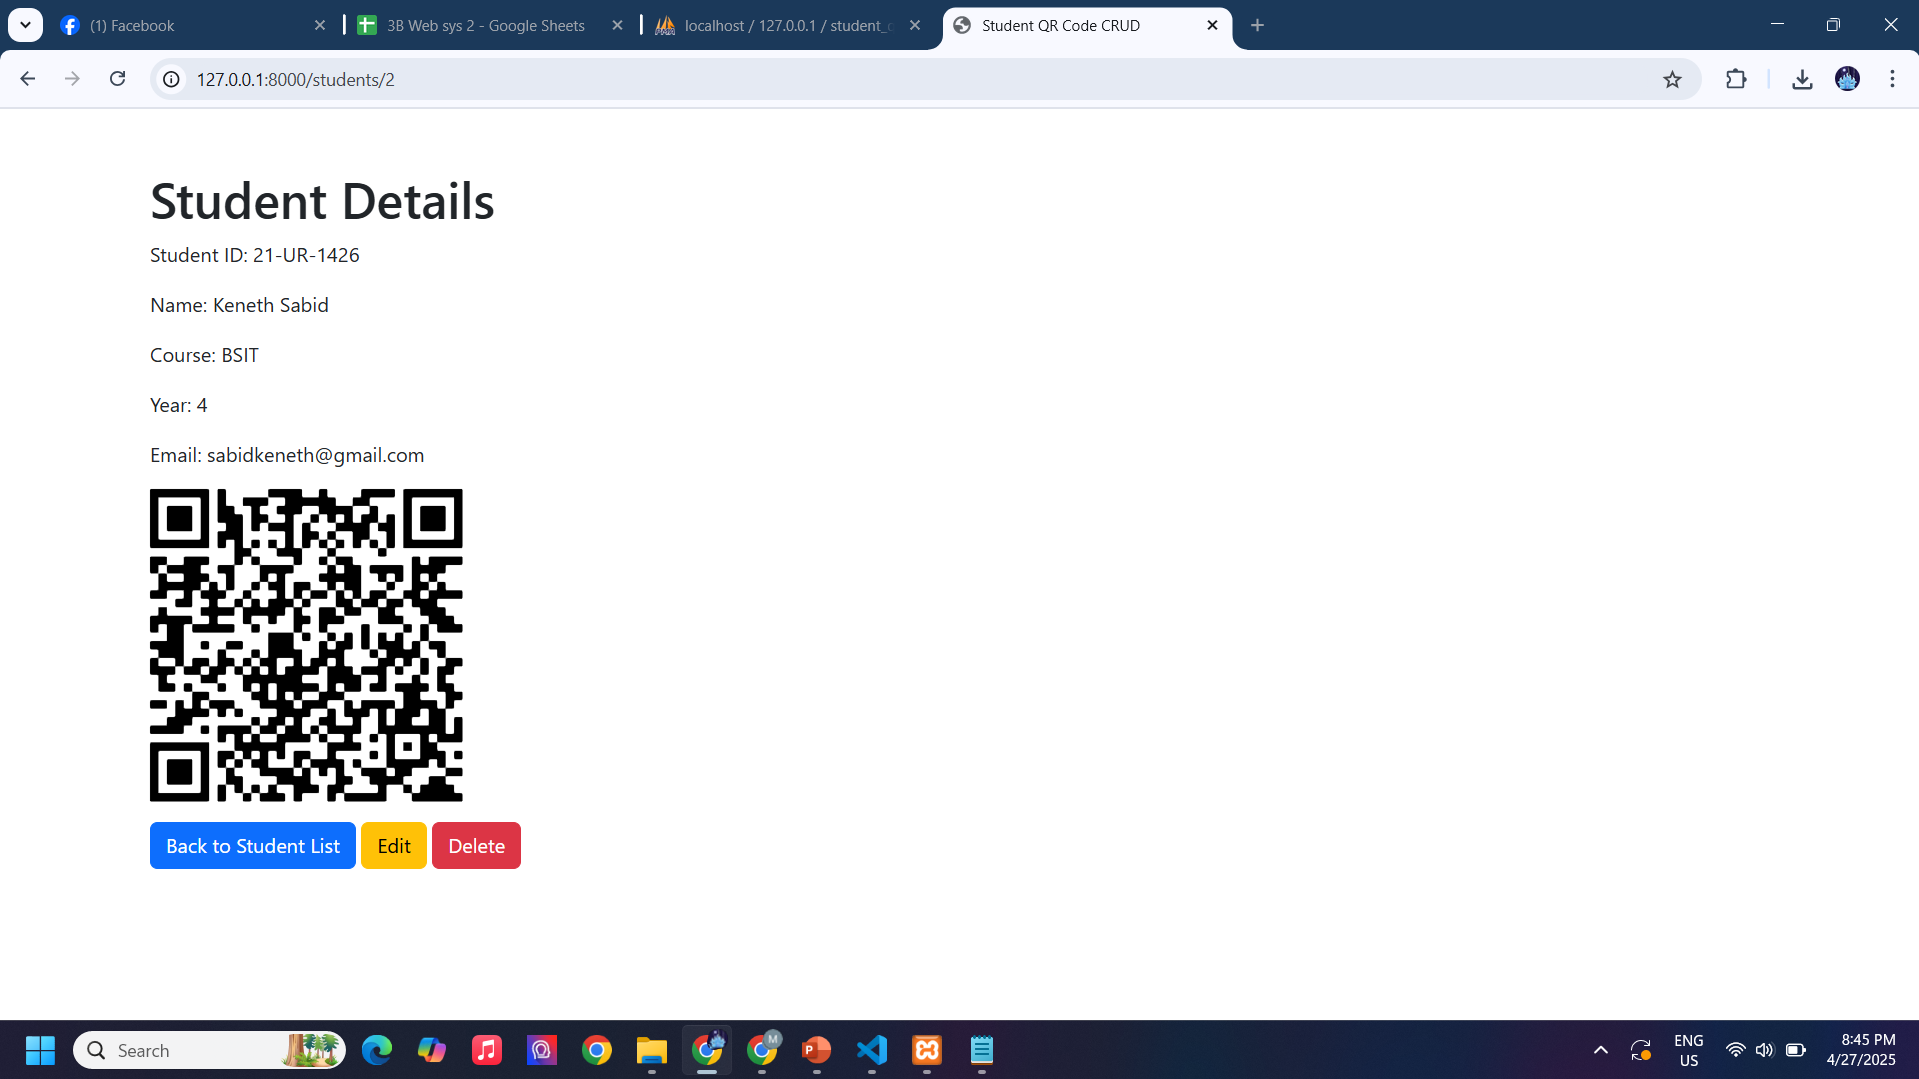 (1) Facebook
3B Web sys 2 - Google Sheets
localhost / 127.0.0.1 / student_
Student QR Code CRUD
127.0.0.1:8000/students/2
Student Details
Student ID: 21-UR-1426
Name: Keneth Sabid
Course: BSIT
Year: 4
Email: sabidkeneth@gmail.com
Back to Student List
Edit
Delete
Search
M
P
ENG
US
8:45 PM
4/27/2025